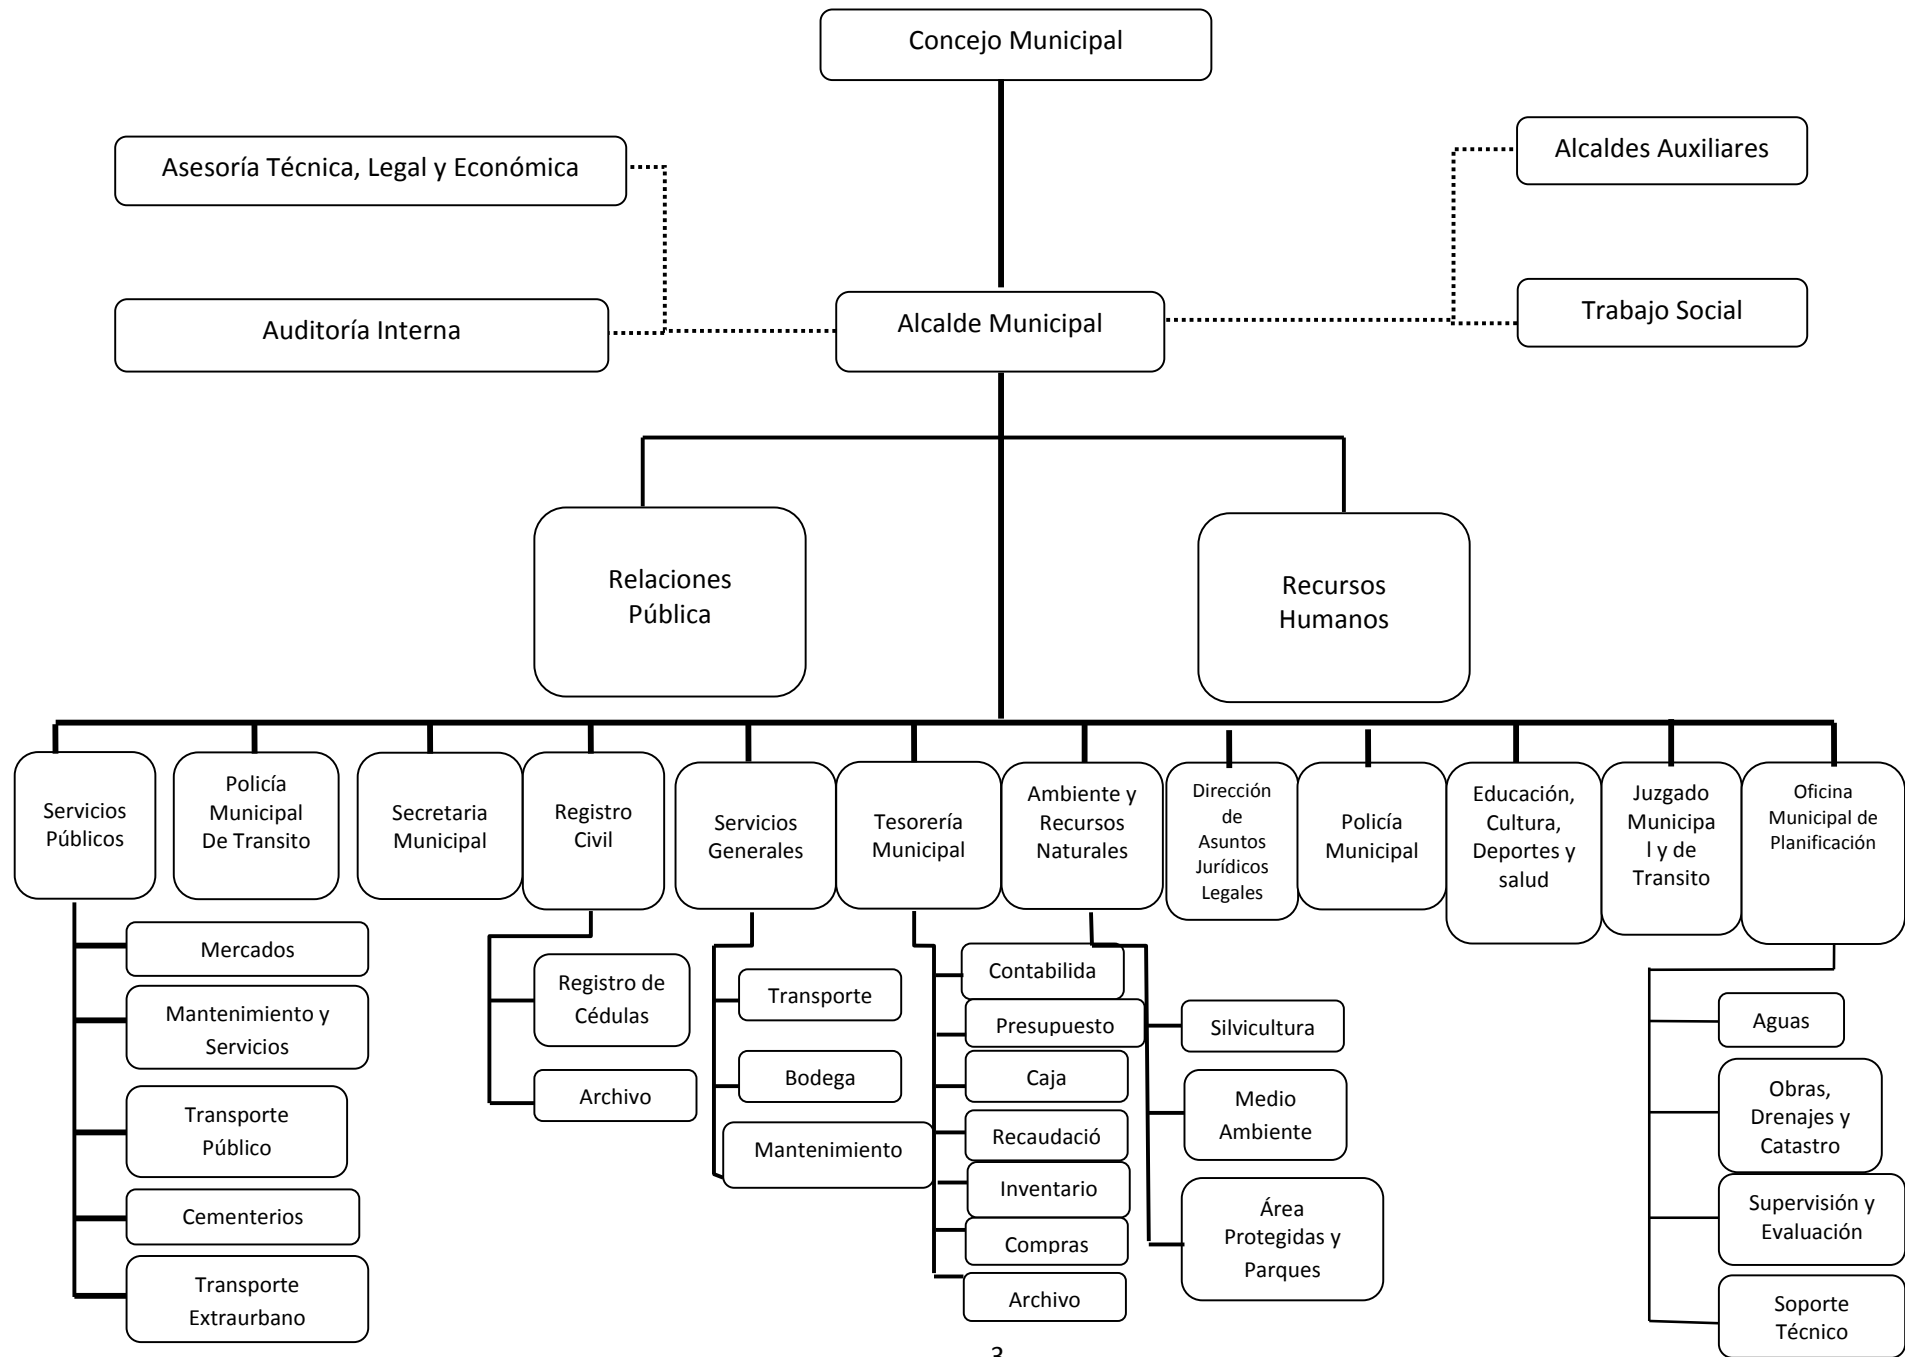 Concejo Municipal
Asesoría Técnica, Legal y Económica
Alcaldes Auxiliares
Auditoría Interna
Alcalde Municipal
Trabajo Social
Relaciones
Pública
Recursos
Humanos
Servicios
Públicos
Policía
Municipal
De Transito
Secretaria
Municipal
Registro
Civil
Servicios
Generales
Tesorería
Municipal
Ambiente y
Recursos
Naturales
Dirección
de
Asuntos
Jurídicos
Legales
Policía
Municipal
Educación,
Cultura,
Deportes y
salud
Juzgado
Municipa
l y de
Transito
Oficina
Municipal de
Planificación
Mercados
Mantenimiento y
Servicios
Transporte
Público
Cementerios
Transporte
Extraurbano
Registro de
Cédulas
Archivo
Transporte
Bodega
Mantenimiento
Contabilida
Presupuesto
Caja
Recaudació
Inventario
Compras
Archivo
Silvicultura
Medio
Ambiente
Área
Protegidas y
Parques
Aguas
Obras,
Drenajes y
Catastro
Supervisión y
Evaluación
Soporte
Técnico
3